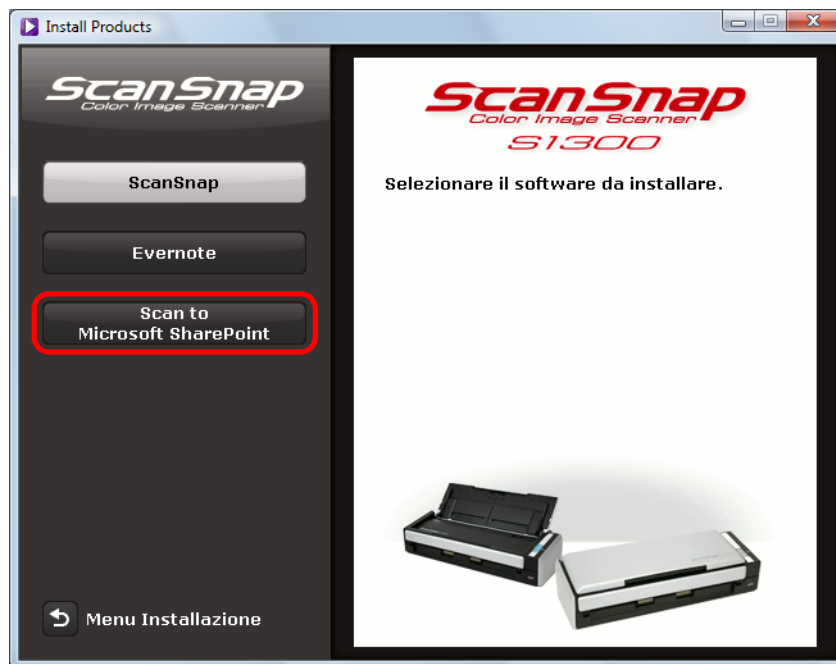 Install Products
ScanSnap
Color Image Scanner
ScanSnap
Color Image Scanner
S1300
ScanSnap
Selezionare il software da installare.
Evernote
Scan to
Microsoft SharePoint
Menu Installazione